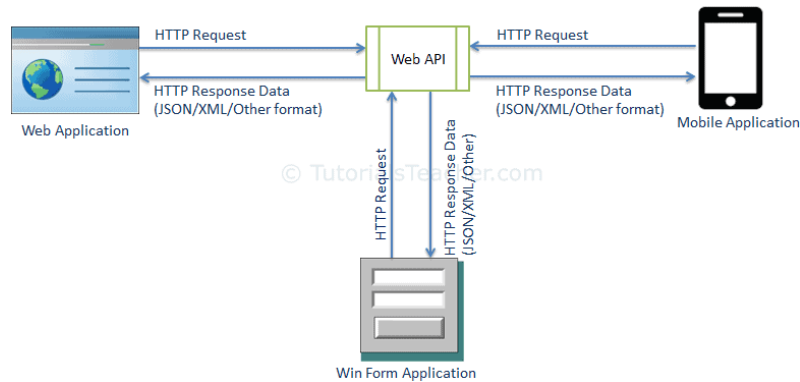 HTTP Request
HTTP Request
Web API
HTTP Response Data
(JSON/XML/Other format)
HTTP Response Data
(JSON/XML/Other format)
Web Application
Mobile Application
© TutorialsTeacher.com
HTTP Request
HTTP Response Data
(JSON/XML/Other)
Win Form Application